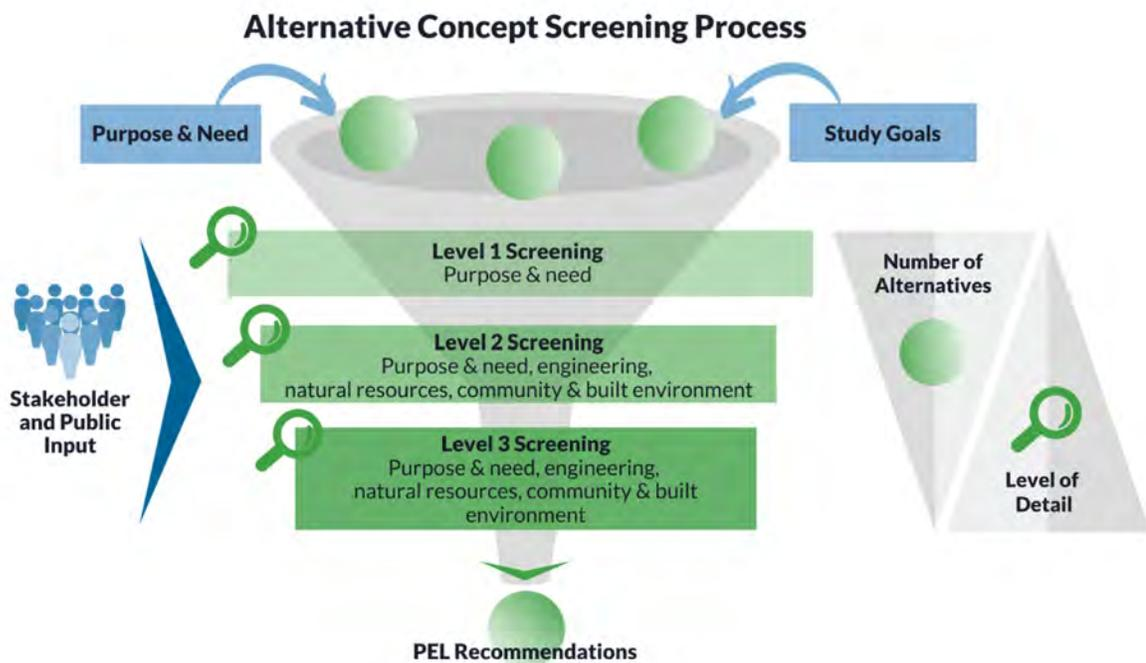 Alternative Concept Screening Process
Purpose & Need
Study Goals
Level 1 Screening
Purpose & need
Level 2 Screening
Purpose & need, engineering,
natural resources, community & built environment
Level 3 Screening
Purpose & need, engineering,
natural resources, community & built
environment
Stakeholder
and Public
Input
Number of
Alternatives
Level of
Detail
PEL Recommendations